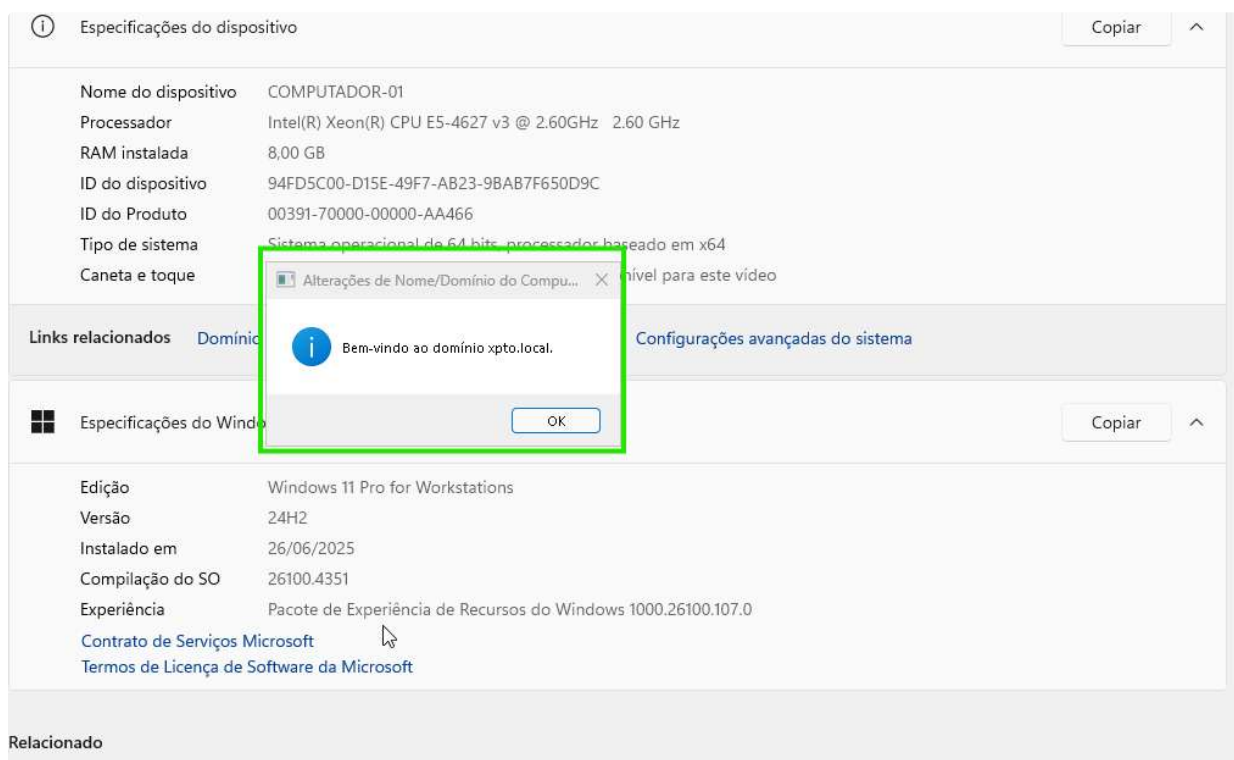 Especificações do dispositivo Copiar
Nome do dispositivo COMPUTADOR-01
Processador Intel(R) Xeon(R) CPU E5-4627 v3 @ 2.60GHz 2.60 GHz
RAM instalada 8,00 GB
ID do dispositivo 94FD5C00-D15E-49F7-AB23-9BAB7F650D9C
ID do Produto 00391-70000-00000-AA466
Tipo de sistema Sistema operacional de 64 bits, processador baseado em x64
Caneta e toque para este vídeo
Alterações de Nome/Domínio do Compu...
Links relacionados Configurações avançadas do sistema
Bem-vindo ao domínio xpto.local.
OK
Especificações do Copiar
Edição Windows 11 Pro for Workstations
Versão 24H2
Instalado em 26/06/2025
Compilação do SO 26100.4351
Experiência Pacote de Experiência de Recursos do Windows 1000.26100.107.0
Contrato de Serviços Microsoft
Termos de Licença de Software da Microsoft
Relacionado